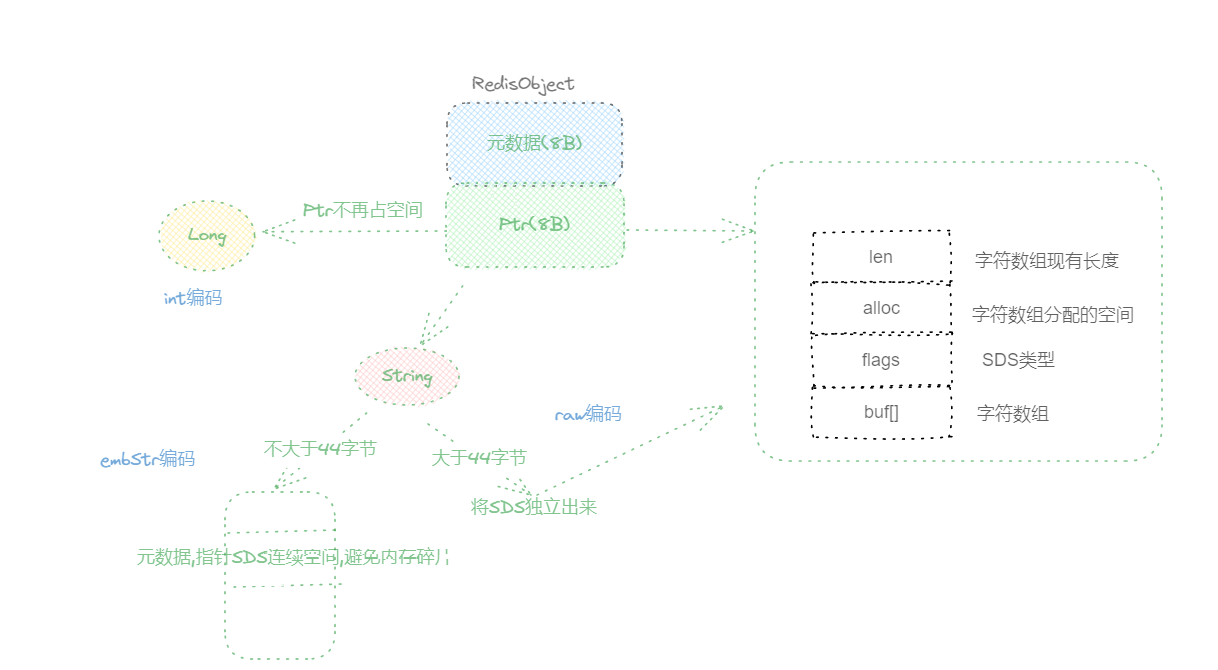 RedisObject
元数据(8B)
Ptr不再占空间
Ptr(8B)
Long
int编码
len
字符数组现有长度
alloc
字符数组分配的空间
flags
SDS类型
buf[]
字符数组
String
raw编码
不大于44字节
大于44字节
embStr编码
将SDS独立出来
元数据,指针SDS连续空间,避免内存碎片